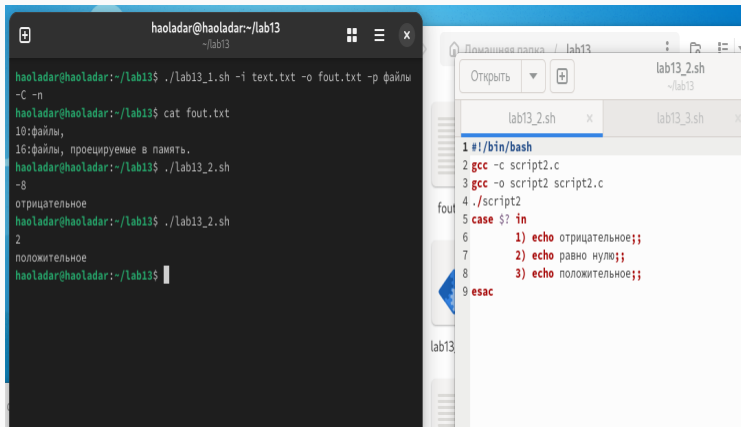 haoladar@haoladar:~/lab13
~/lab13
haoladar@haoladar:~/lab13$ ./lab13_1.sh -i text.txt -o fout.txt -p файлы
-C -n
haoladar@haoladar:~/lab13$ cat fout.txt
10:файлы,
16:файлы, проецируемые в память.
haoladar@haoladar:~/lab13$ ./lab13_2.sh
-8
отрицательное
haoladar@haoladar:~/lab13$ ./lab13_2.sh
2
положительное
haoladar@haoladar:~/lab13$
Домашняя папка / lab13
fout
lab13_
Открыть
lab13_2.sh
~/lab13
lab13_2.sh ×
lab13_3.sh ×
1 #!/bin/bash
2 gcc -c script2.c
3 gcc -o script2 script2.c
4 ./script2
5 case $? in
6 1) echo отрицательное;;
7 2) echo равно нулю;;
8 3) echo положительное;;
9 esac